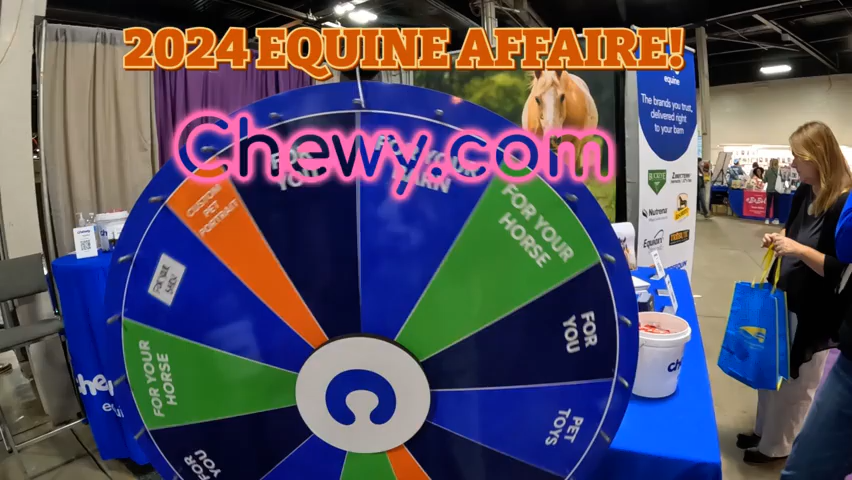 2024 EQUINE AFFAIRE!
Chewy.com
equine
The brands you trust,
delivered right
to your barn
Nutrena
CUSTOM
PET
PORTRAIT
FOR
YOU
FOR YOUR
BARN
FOR YOUR
HORSE
FOR
YOU
PET
TOYS
FOR YOUR
HORSE
FOR
YOU
C
chewy